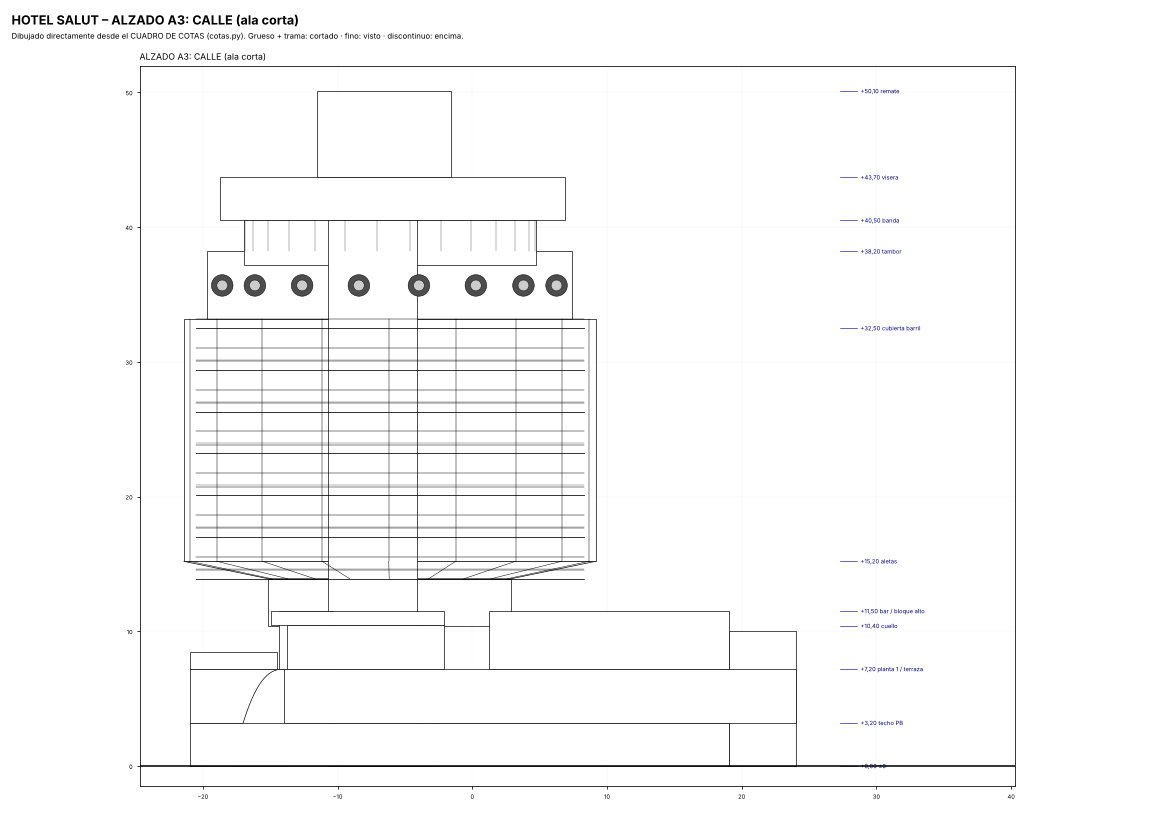 HOTEL SALUT – ALZADO A3: CALLE (ala corta)
Dibujado directamente desde el CUADRO DE COTAS (cotas.py). Grueso + trama: cortado · fino: visto · discontinuo: encima.
ALZADO A3: CALLE (ala corta)
50
+50,10 remate
+43,70 visera
40
+40,50 banda
+38,20 tambor
30
+32,50 cubierta barril
20
+15,20 aletas
+11,50 bar / bloque alto
10
+10,40 cuello
+7,20 planta 1 / terraza
+3,20 techo PB
0
−20
−10
0
10
20
30
40